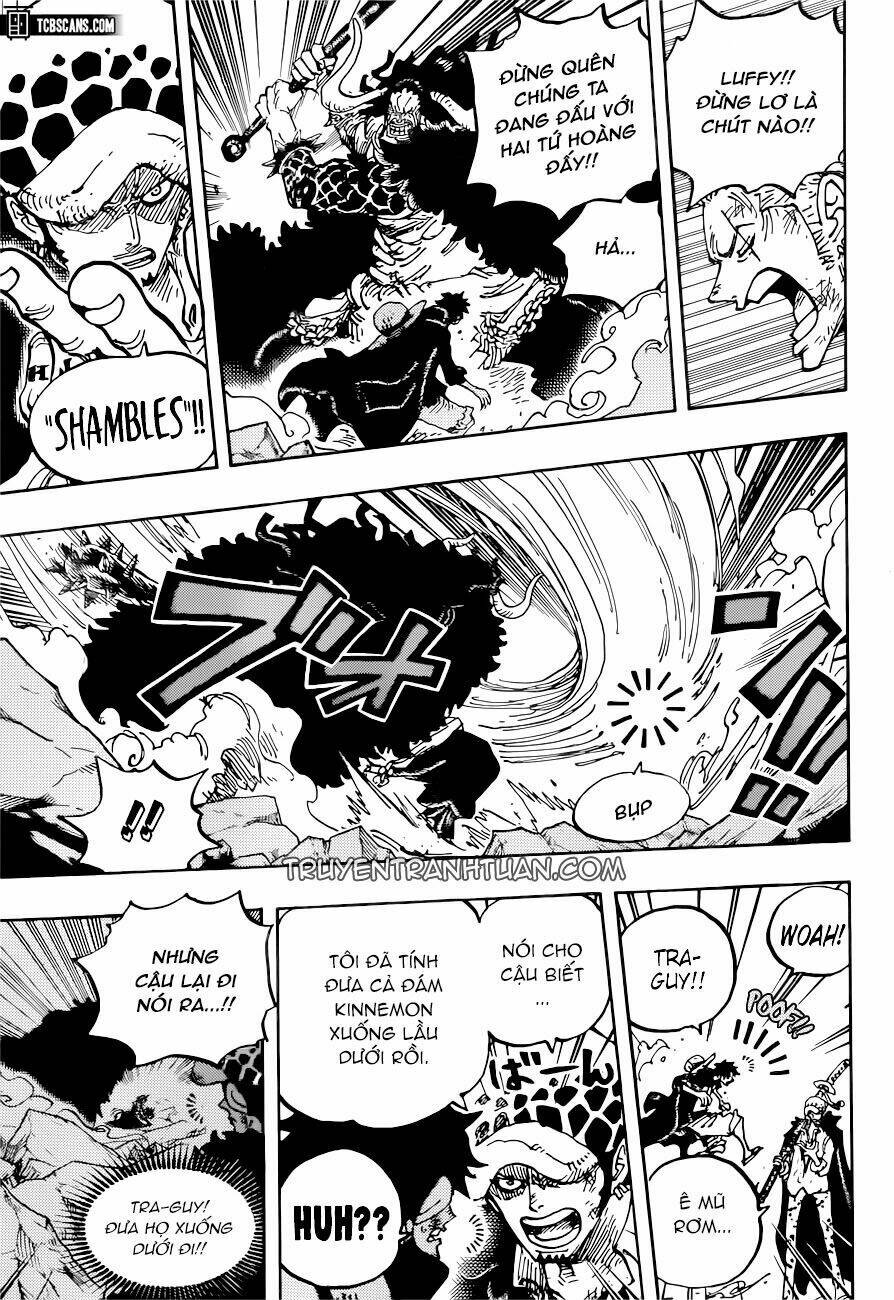 TCBSCANS.COM
LUFFY!!
ĐỪNG LƠ LÀ
CHÚT NÀO!!
ĐỪNG QUÊN
CHÚNG TA
ĐANG ĐẤU VỚI
HAI TỨ HOÀNG
ĐẤY!!
HẢ...
"SHAMBLES"!!
ブォン!!
BỤP
!!
TRUYENTRANHTUAN.COM
WOAH!
TRA-
GUY!!
POOF!!
Ê MŨ
RƠM...
NÓI CHO
CẬU BIẾT
...
TÔI ĐÃ TÍNH
ĐƯA CẢ ĐÁM
KINNEMON
XUỐNG LẦU
DƯỚI RỒI.
ばーん
HUH??
NHƯNG
CẬU LẠI ĐI
NÓI RA...!!
TRA-GUY!
ĐƯA HỌ XUỐNG
DƯỚI ĐI!!